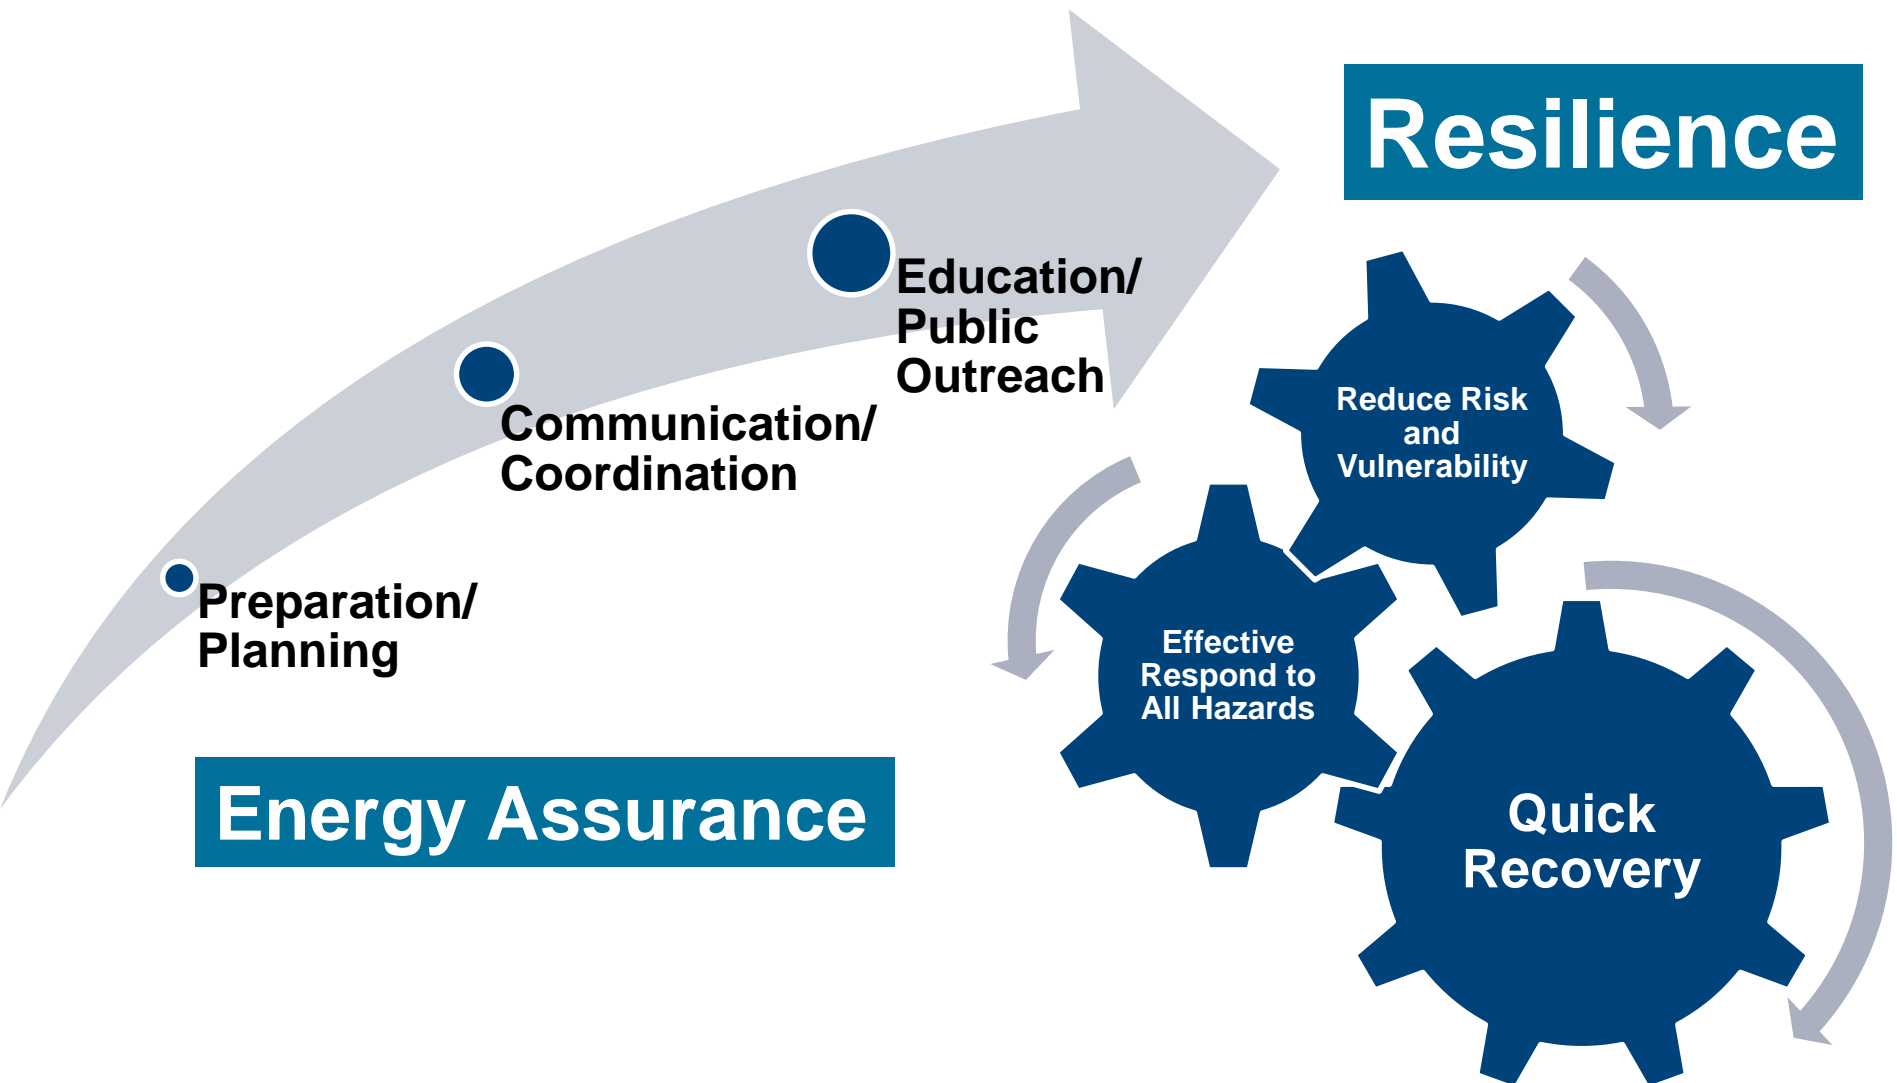 Resilience
Education/
Public
Outreach
Communication/
Coordination
Preparation/
Planning
Energy Assurance
Reduce Risk
and
Vulnerability
Effective
Respond to
All Hazards
Quick
Recovery